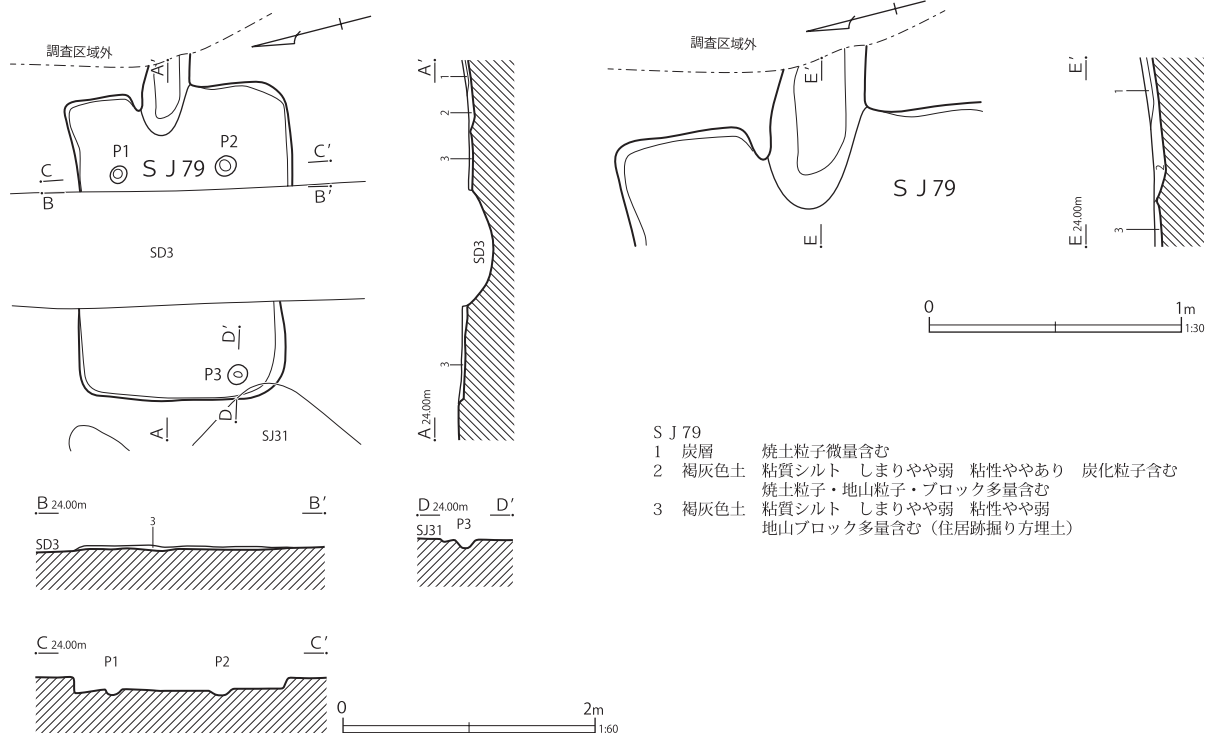 調査区域外
A′
P1
P2
S J 79
C
C′
B
B′
SD3
D′
P3
D
A
SJ31
A′
1
2
3
SD3
3
A 24.00m
B 24.00m
B′
3
SD3
D 24.00m
D′
SJ31
P3
C 24.00m
C′
P1
P2
0
2m
1:60
調査区域外
E′
S J 79
E
E′
1
2
3
E 24.00m
0
1m
1:30
S J 79
1 炭層 焼土粒子微量含む
2 褐灰色土 粘質シルト しまりやや弱 粘性ややあり 炭化粒子含む
焼土粒子・地山粒子・ブロック多量含む
3 褐灰色土 粘質シルト しまりやや弱 粘性やや弱
地山ブロック多量含む（住居跡掘り方埋土）